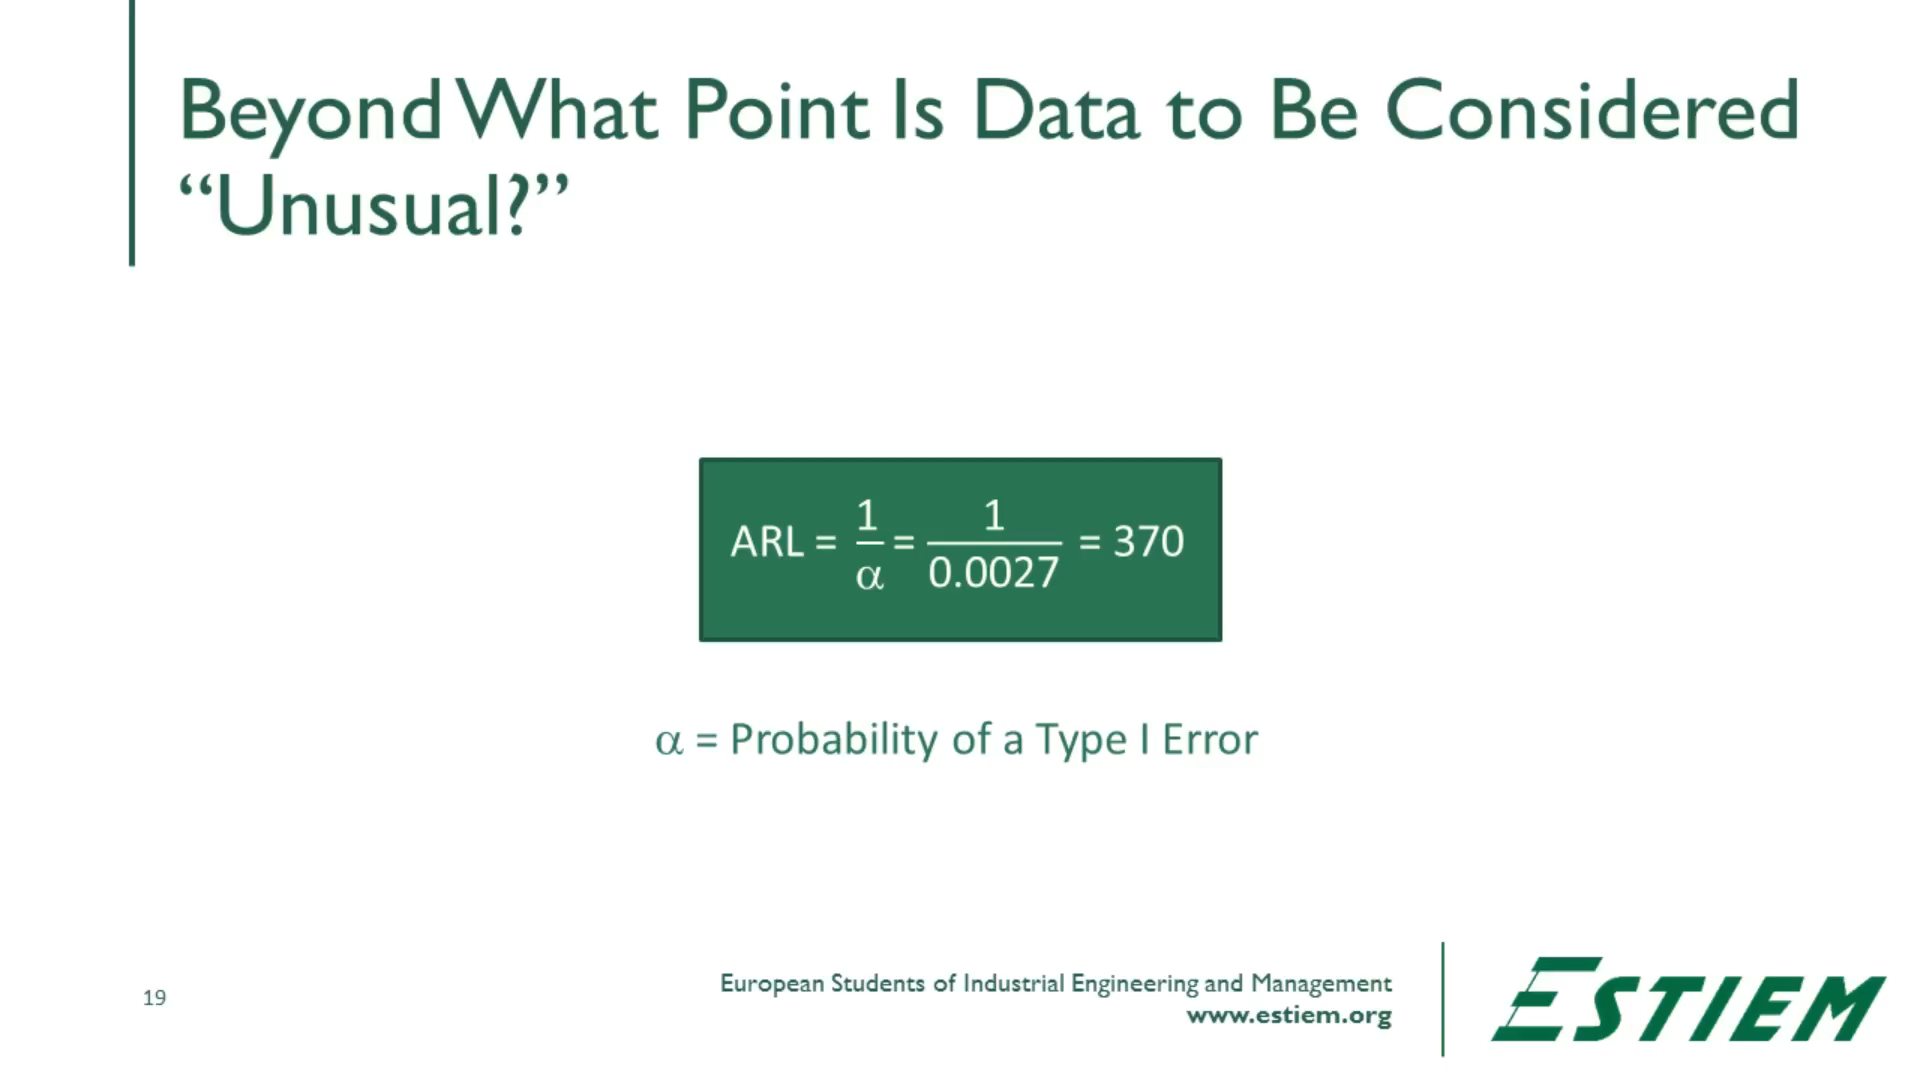 Beyond What Point Is Data to Be Considered
“Unusual?”
ARL = 1/α = 1/0.0027 = 370
α = Probability of a Type I Error
19
European Students of Industrial Engineering and Management
www.estiem.org
ESTIEM